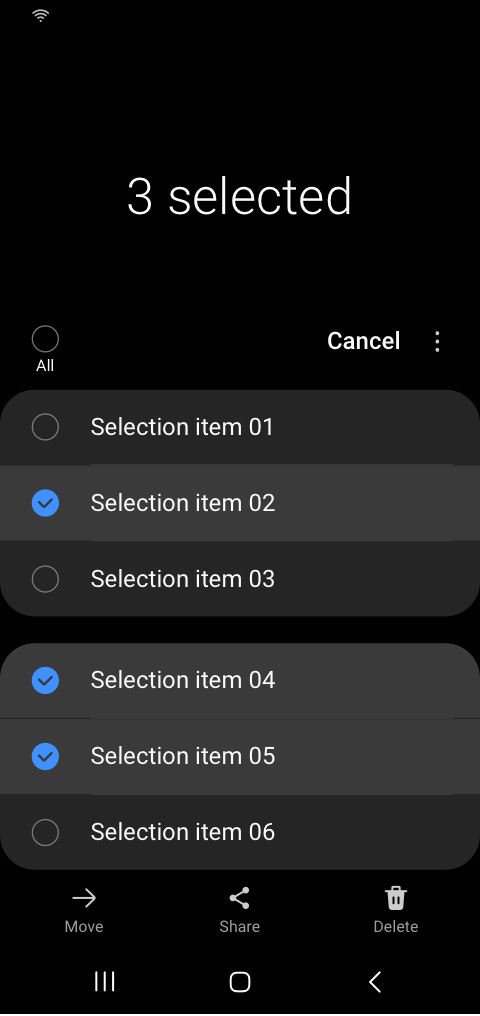 3 selected
All
Cancel
Selection item 01
Selection item 02
Selection item 03
Selection item 04
Selection item 05
Selection item 06
Move
Share
Delete